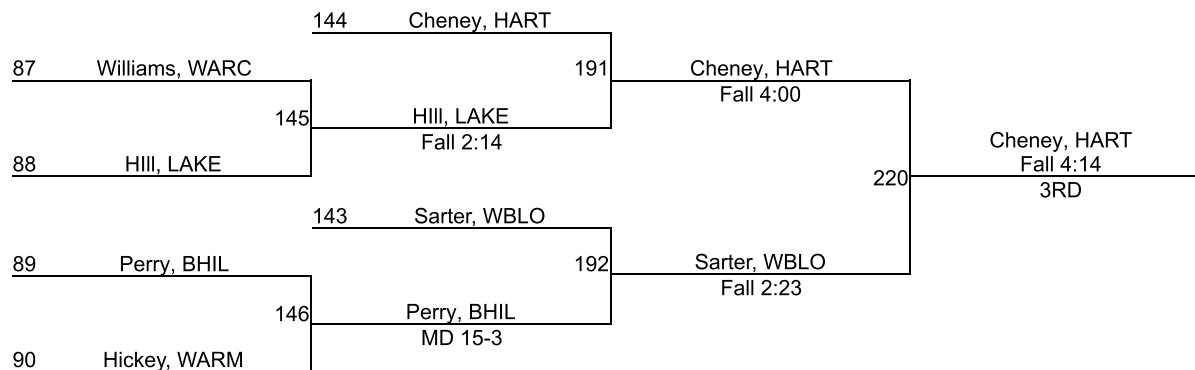 144 Cheney, HART
87 Williams, WARC
191 Cheney, HART
Fall 4:00
145 HIll, LAKE
Fall 2:14
88 HIll, LAKE
Cheney, HART
Fall 4:14
220
3RD
143 Sarter, WBLO
89 Perry, BHIL
192 Sarter, WBLO
Fall 2:23
146 Perry, BHIL
MD 15-3
90 Hickey, WARM